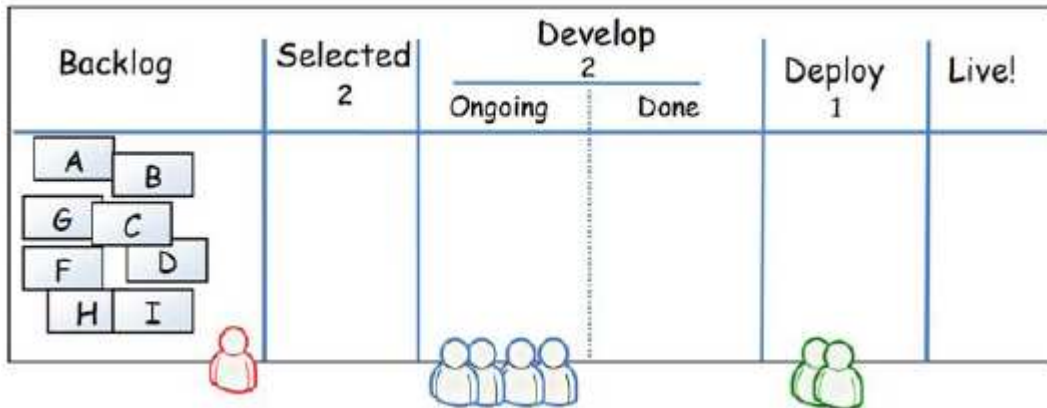 Backlog
Selected
2
Develop
2
Ongoing Done
Deploy
1
Live!
A
B
G
C
D
F
H
I